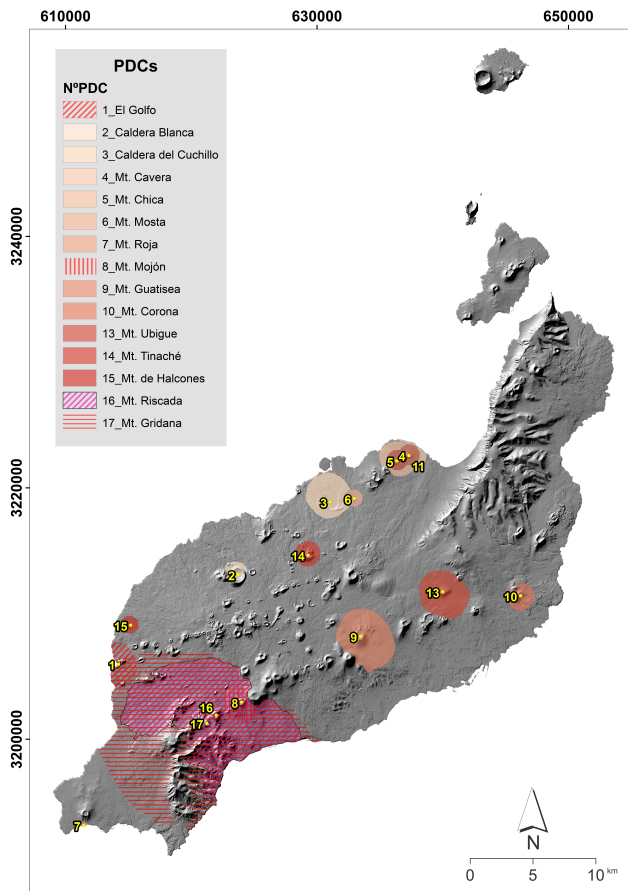 610000 630000 650000
PDCs
NºPDC
1_El Golfo
2_Caldera Blanca
3_Caldera del Cuchillo
4_Mt. Cavera
5_Mt. Chica
6_Mt. Mosta
7_Mt. Roja
8_Mt. Mojón
9_Mt. Guatisea
10_Mt. Corona
13_Mt. Ubigue
14_Mt. Tinaché
15_Mt. de Halcones
16_Mt. Riscada
17_Mt. Gridana
3240000
3220000
3200000
5 4 11
3 6
14
2
13
10
15
9
1
16 8
17
7
N
0 5 10 km